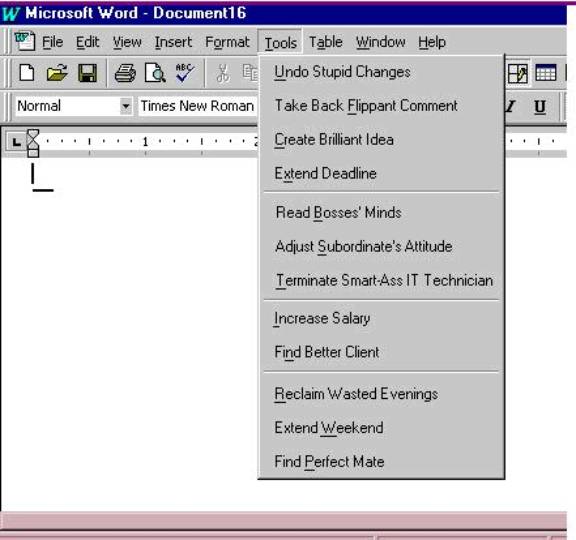 W Microsoft Word - Document16
File Edit View Insert Format Tools Table Window Help
ABC
Normal Times New Roman I U
1
Undo Stupid Changes
Take Back Flippant Comment
Create Brilliant Idea
Extend Deadline
Read Bosses' Minds
Adjust Subordinate's Attitude
Terminate Smart-Ass IT Technician
Increase Salary
Find Better Client
Reclaim Wasted Evenings
Extend Weekend
Find Perfect Mate